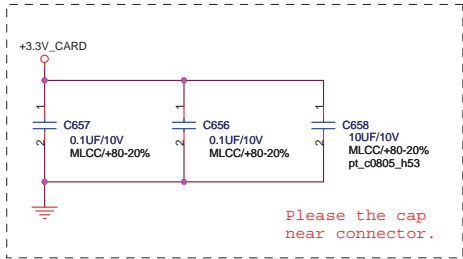 +3.3V_CARD
1
C657
0.1UF/10V
2
MLCC/+80-20%
1
C656
0.1UF/10V
2
MLCC/+80-20%
1
C658
10UF/10V
2
MLCC/+80-20%
pt_c0805_h53
Please the cap
near connector.